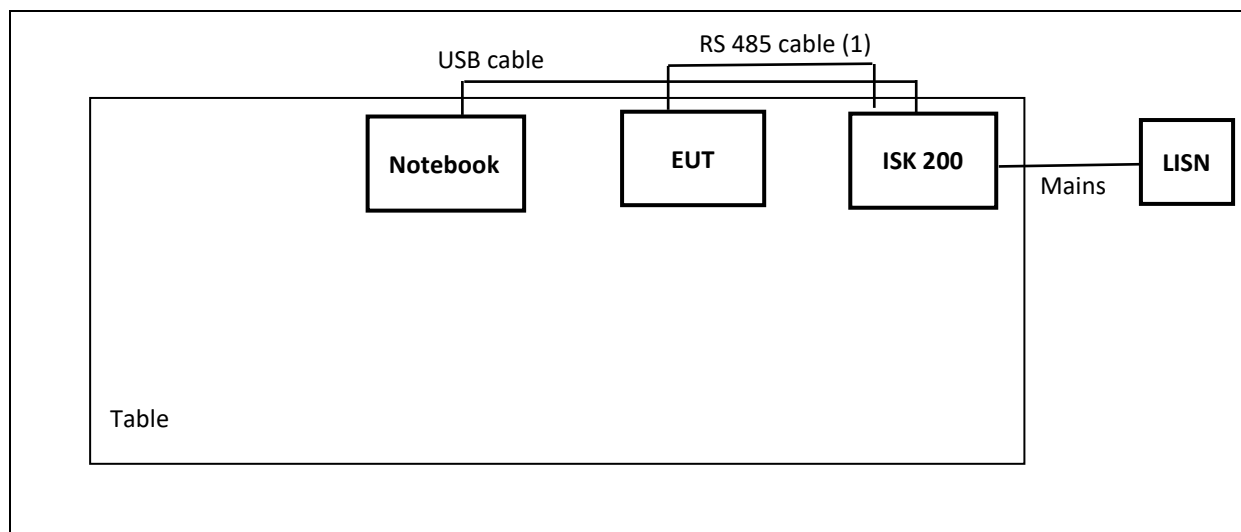 RS 485 cable (1)
USB cable
Notebook
EUT
ISK 200
LISN
Mains
Table